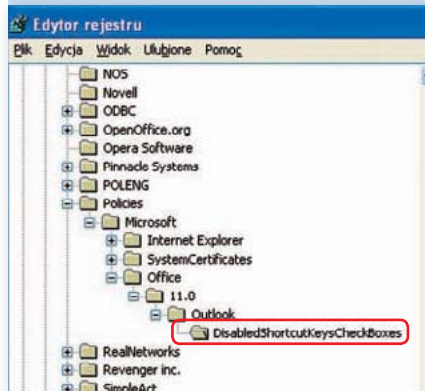 Edytor rejestru
Plik Edycja Widok Ulubione Pomoc
NOS
Novell
ODBC
OpenOffice.org
Opera Software
Pinnacle Systems
POLENG
Policies
Microsoft
Internet Explorer
SystemCertificates
Office
11.0
Outlook
DisabledShortcutKeysCheckBoxes
RealNetworks
Revenger inc.
SimpleAct